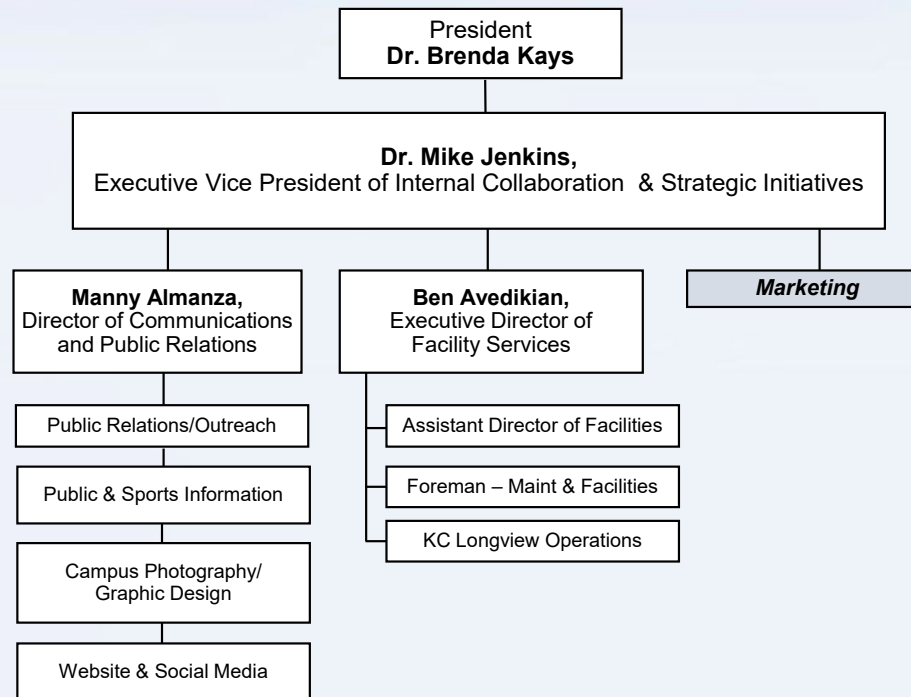 President
Dr. Brenda Kays
Dr. Mike Jenkins,
Executive Vice President of Internal Collaboration & Strategic Initiatives
Manny Almanza,
Director of Communications
and Public Relations
Ben Avedikian,
Executive Director of
Facility Services
Marketing
Public Relations/Outreach
Public & Sports Information
Campus Photography/
Graphic Design
Website & Social Media
Assistant Director of Facilities
Foreman – Maint & Facilities
KC Longview Operations